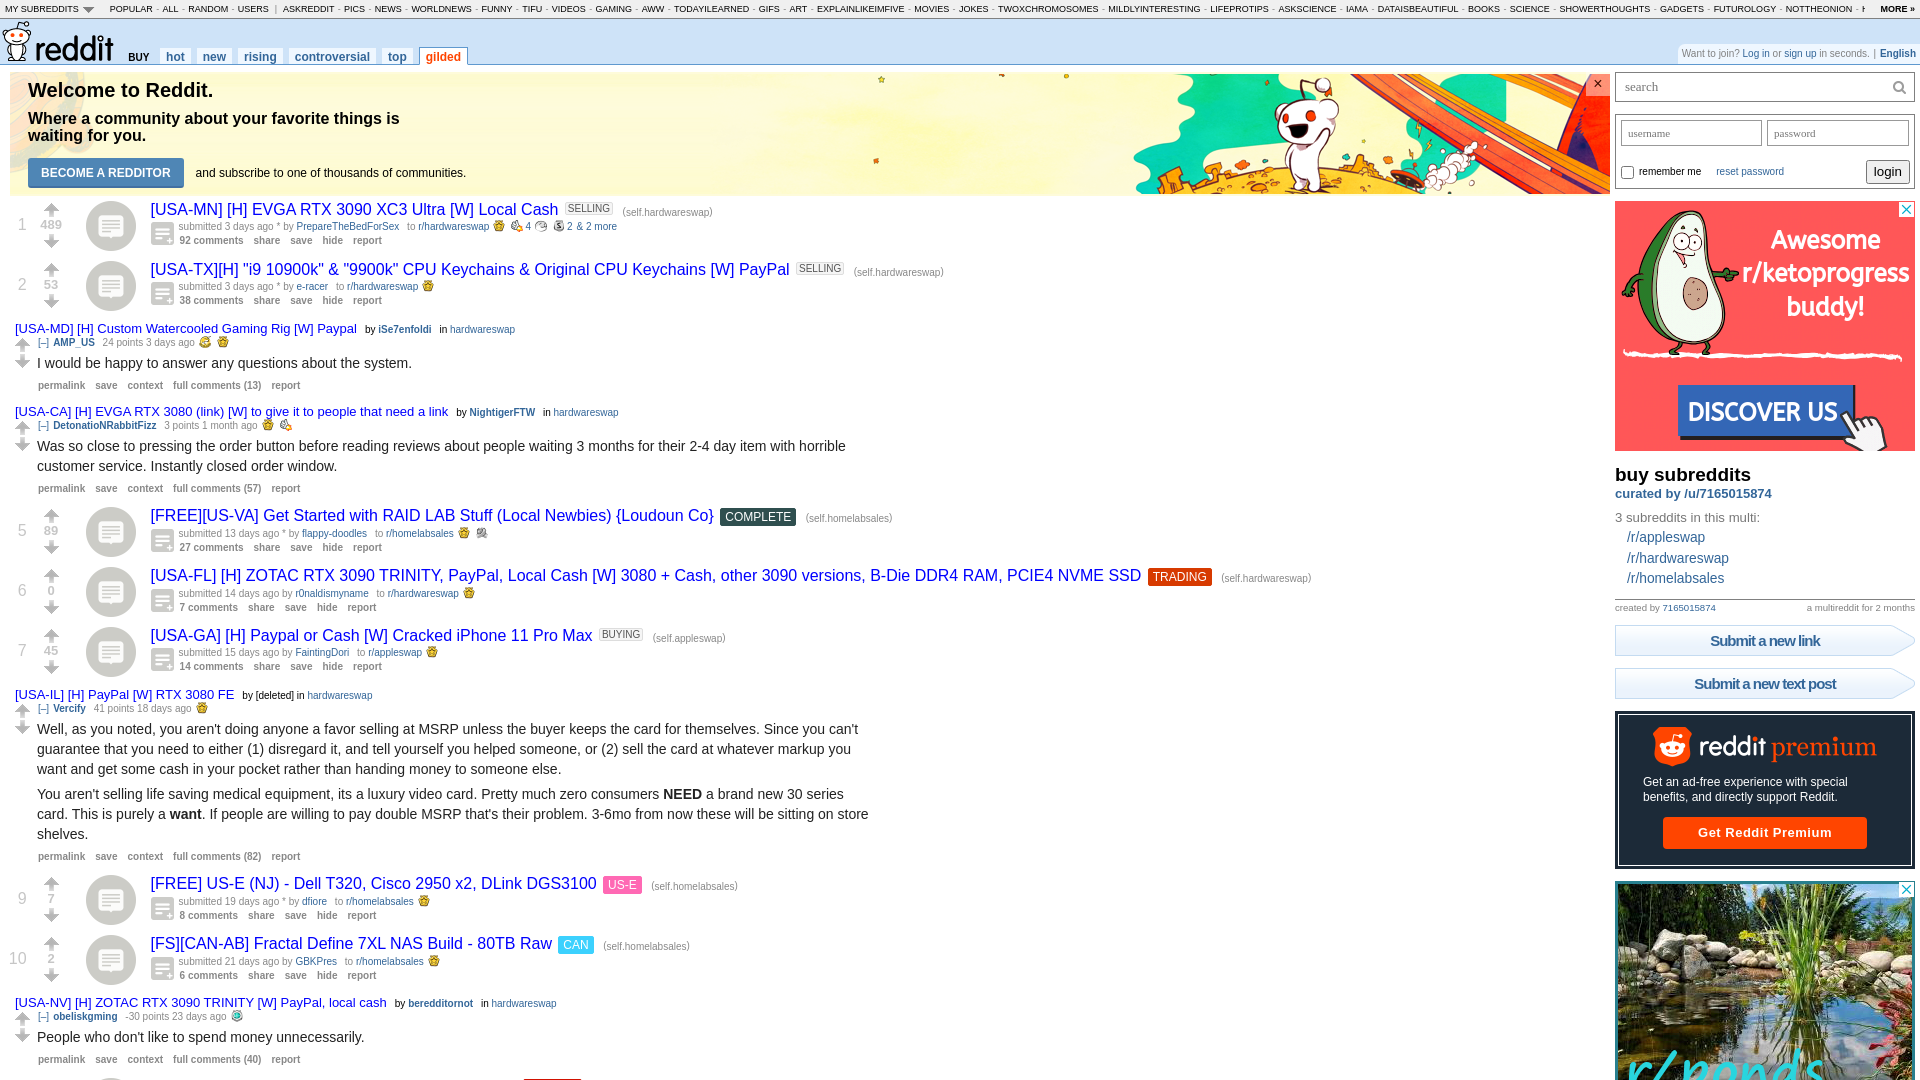 MY SUBREDDITS POPULAR - ALL - RANDOM - USERS | ASKREDDIT - PICS - NEWS - WORLDNEWS - FUNNY - TIFU - VIDEOS - GAMING - AWW - TODAYILEARNED - GIFS - ART - EXPLAINLIKEIMFIVE - MOVIES - JOKES - TWOXCHROMOSOMES - MILDLYINTERESTING - LIFEPROTIPS - ASKSCIENCE - IAMA - DATAISBEAUTIFUL - BOOKS - SCIENCE - SHOWERTHOUGHTS - GADGETS - FUTUROLOGY - NOTTHEONION - MORE »
reddit BUY hot new rising controversial top gilded
Want to join? Log in or sign up in seconds. | English
Welcome to Reddit.
Where a community about your favorite things is
waiting for you.
BECOME A REDDITOR and subscribe to one of thousands of communities.
×
1
489
[USA-MN] [H] EVGA RTX 3090 XC3 Ultra [W] Local Cash SELLING (self.hardwareswap)
submitted 3 days ago * by PrepareTheBedForSex to r/hardwareswap 4 2 & 2 more
92 comments share save hide report
2
53
[USA-TX][H] "i9 10900k" & "9900k" CPU Keychains & Original CPU Keychains [W] PayPal SELLING (self.hardwareswap)
submitted 3 days ago * by e-racer to r/hardwareswap
38 comments share save hide report
[USA-MD] [H] Custom Watercooled Gaming Rig [W] Paypal by iSe7enfoldi in hardwareswap
[–] AMP_US 24 points 3 days ago
I would be happy to answer any questions about the system.
permalink save context full comments (13) report
[USA-CA] [H] EVGA RTX 3080 (link) [W] to give it to people that need a link by NightigerFTW in hardwareswap
[–] DetonatioNRabbitFizz 3 points 1 month ago
Was so close to pressing the order button before reading reviews about people waiting 3 months for their 2-4 day item with horrible
customer service. Instantly closed order window.
permalink save context full comments (57) report
5
89
[FREE][US-VA] Get Started with RAID LAB Stuff (Local Newbies) {Loudoun Co} COMPLETE (self.homelabsales)
submitted 13 days ago * by flappy-doodles to r/homelabsales
27 comments share save hide report
6
0
[USA-FL] [H] ZOTAC RTX 3090 TRINITY, PayPal, Local Cash [W] 3080 + Cash, other 3090 versions, B-Die DDR4 RAM, PCIE4 NVME SSD TRADING (self.hardwareswap)
submitted 14 days ago by r0naldismyname to r/hardwareswap
7 comments share save hide report
7
45
[USA-GA] [H] Paypal or Cash [W] Cracked iPhone 11 Pro Max BUYING (self.appleswap)
submitted 15 days ago by FaintingDori to r/appleswap
14 comments share save hide report
[USA-IL] [H] PayPal [W] RTX 3080 FE by [deleted] in hardwareswap
[–] Vercify 41 points 18 days ago
Well, as you noted, you aren't doing anyone a favor selling at MSRP unless the buyer keeps the card for themselves. Since you can't
guarantee that you need to either (1) disregard it, and tell yourself you helped someone, or (2) sell the card at whatever markup you
want and get some cash in your pocket rather than handing money to someone else.
You aren't selling life saving medical equipment, its a luxury video card. Pretty much zero consumers NEED a brand new 30 series
card. This is purely a want. If people are willing to pay double MSRP that's their problem. 3-6mo from now these will be sitting on store
shelves.
permalink save context full comments (82) report
9
7
[FREE] US-E (NJ) - Dell T320, Cisco 2950 x2, DLink DGS3100 US-E (self.homelabsales)
submitted 19 days ago * by dfiore to r/homelabsales
8 comments share save hide report
10
2
[FS][CAN-AB] Fractal Define 7XL NAS Build - 80TB Raw CAN (self.homelabsales)
submitted 21 days ago by GBKPres to r/homelabsales
6 comments share save hide report
[USA-NV] [H] ZOTAC RTX 3090 TRINITY [W] PayPal, local cash by beredditornot in hardwareswap
[–] obeliskgming -30 points 23 days ago
People who don't like to spend money unnecessarily.
permalink save context full comments (40) report
search
username password
remember me reset password login
Awesome
r/ketoprogress
buddy!
DISCOVER US
buy subreddits
curated by /u/7165015874
3 subreddits in this multi:
/r/appleswap
/r/hardwareswap
/r/homelabsales
created by 7165015874 a multireddit for 2 months
Submit a new link
Submit a new text post
reddit premium
Get an ad-free experience with special
benefits, and directly support Reddit.
Get Reddit Premium
r/ponds